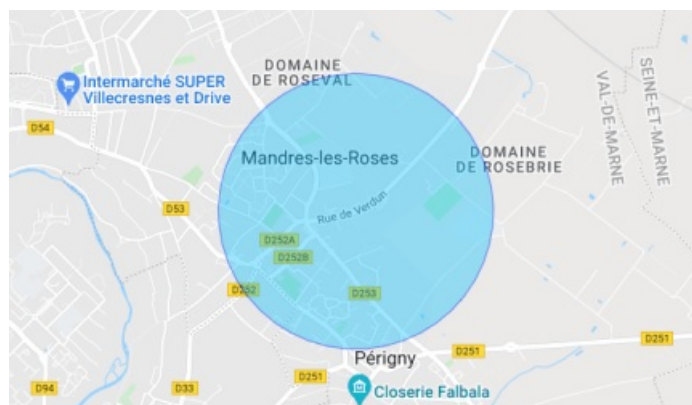 DOMAINE
DE ROSEVAL
Intermarché SUPER
Villecresnes et Drive
SEINE-ET-MARNE
VAL-DE-MARNE
D54
Mandres-les-Roses
DOMAINE
DE ROSEBRIE
D53
Rue de Verdun
D252A
D252B
D252
D253
D251
D251
Périgny
D251
D94
D33
Closerie Falbala